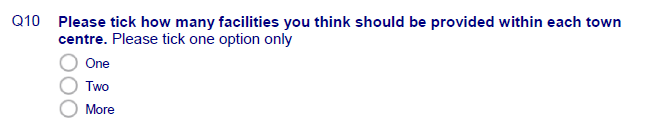 Q10 Please tick how many facilities you think should be provided within each town
centre. Please tick one option only
One
Two
More